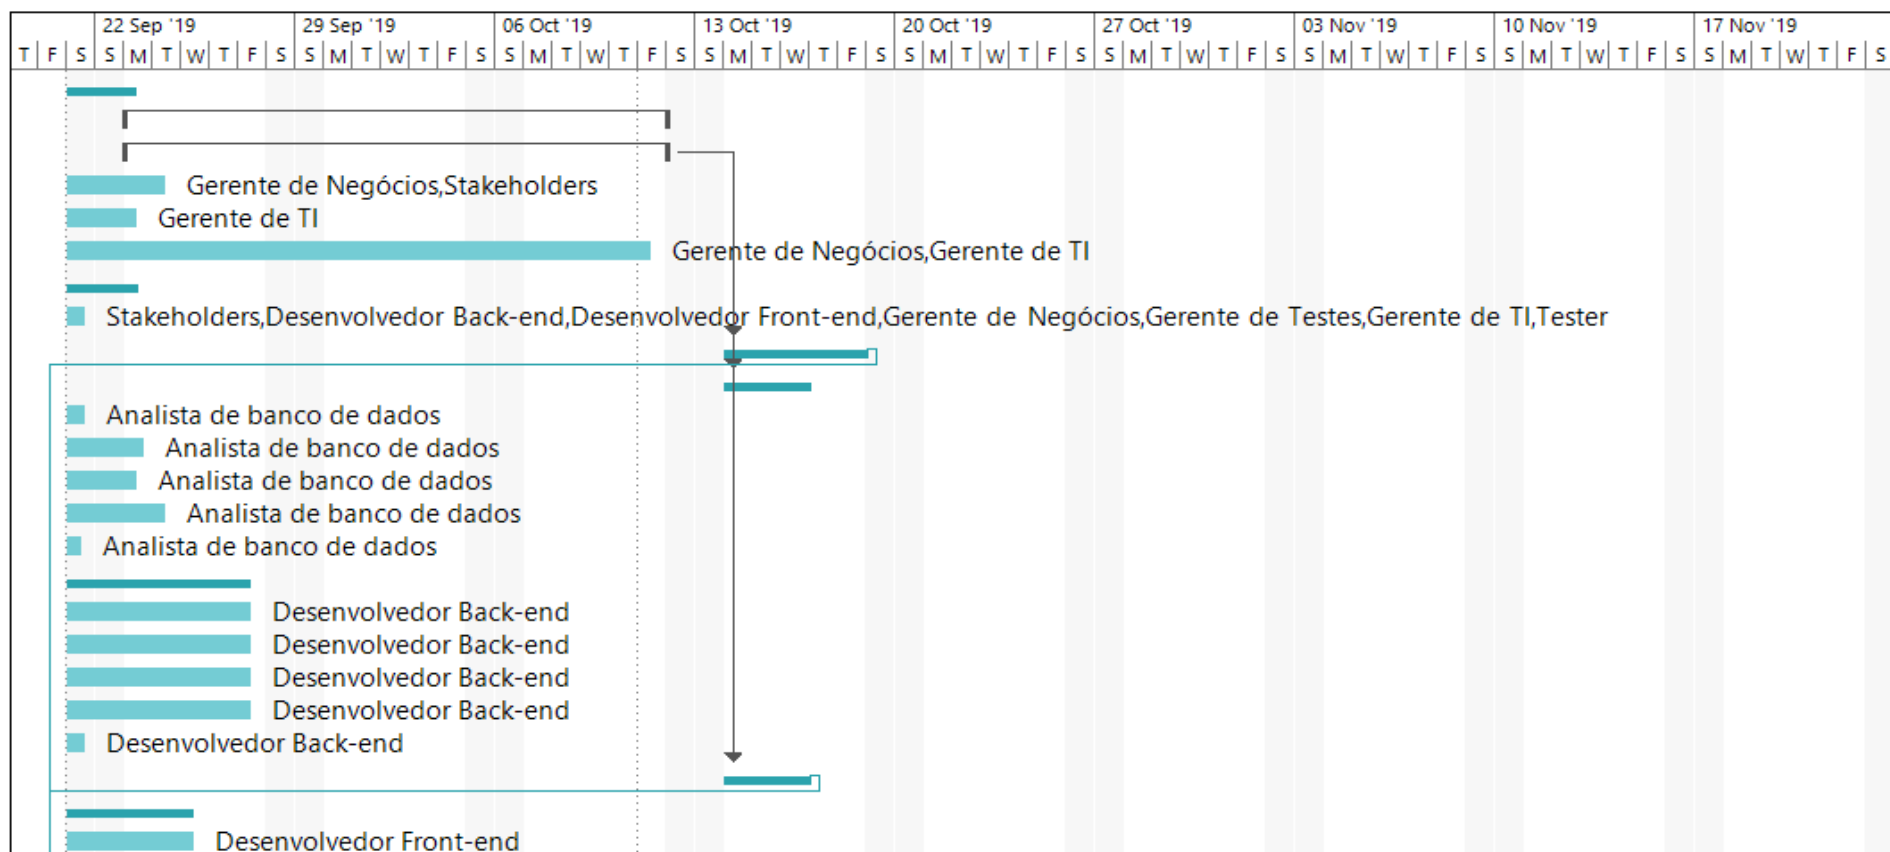 22 Sep '19 29 Sep '19 06 Oct '19 13 Oct '19 20 Oct '19 27 Oct '19 03 Nov '19 10 Nov '19 17 Nov '19
T F S S M T W T F S S M T W T F S S M T W T F S S M T W T F S S M T W T F S S M T W T F S S M T W T F S S M T W T F S S M T W T F S
Gerente de Negócios,Stakeholders
Gerente de TI
Gerente de Negócios,Gerente de TI
Stakeholders,Desenvolvedor Back-end,Desenvolvedor Front-end,Gerente de Negócios,Gerente de Testes,Gerente de TI,Tester
Analista de banco de dados
Analista de banco de dados
Analista de banco de dados
Analista de banco de dados
Analista de banco de dados
Desenvolvedor Back-end
Desenvolvedor Back-end
Desenvolvedor Back-end
Desenvolvedor Back-end
Desenvolvedor Back-end
Desenvolvedor Front-end